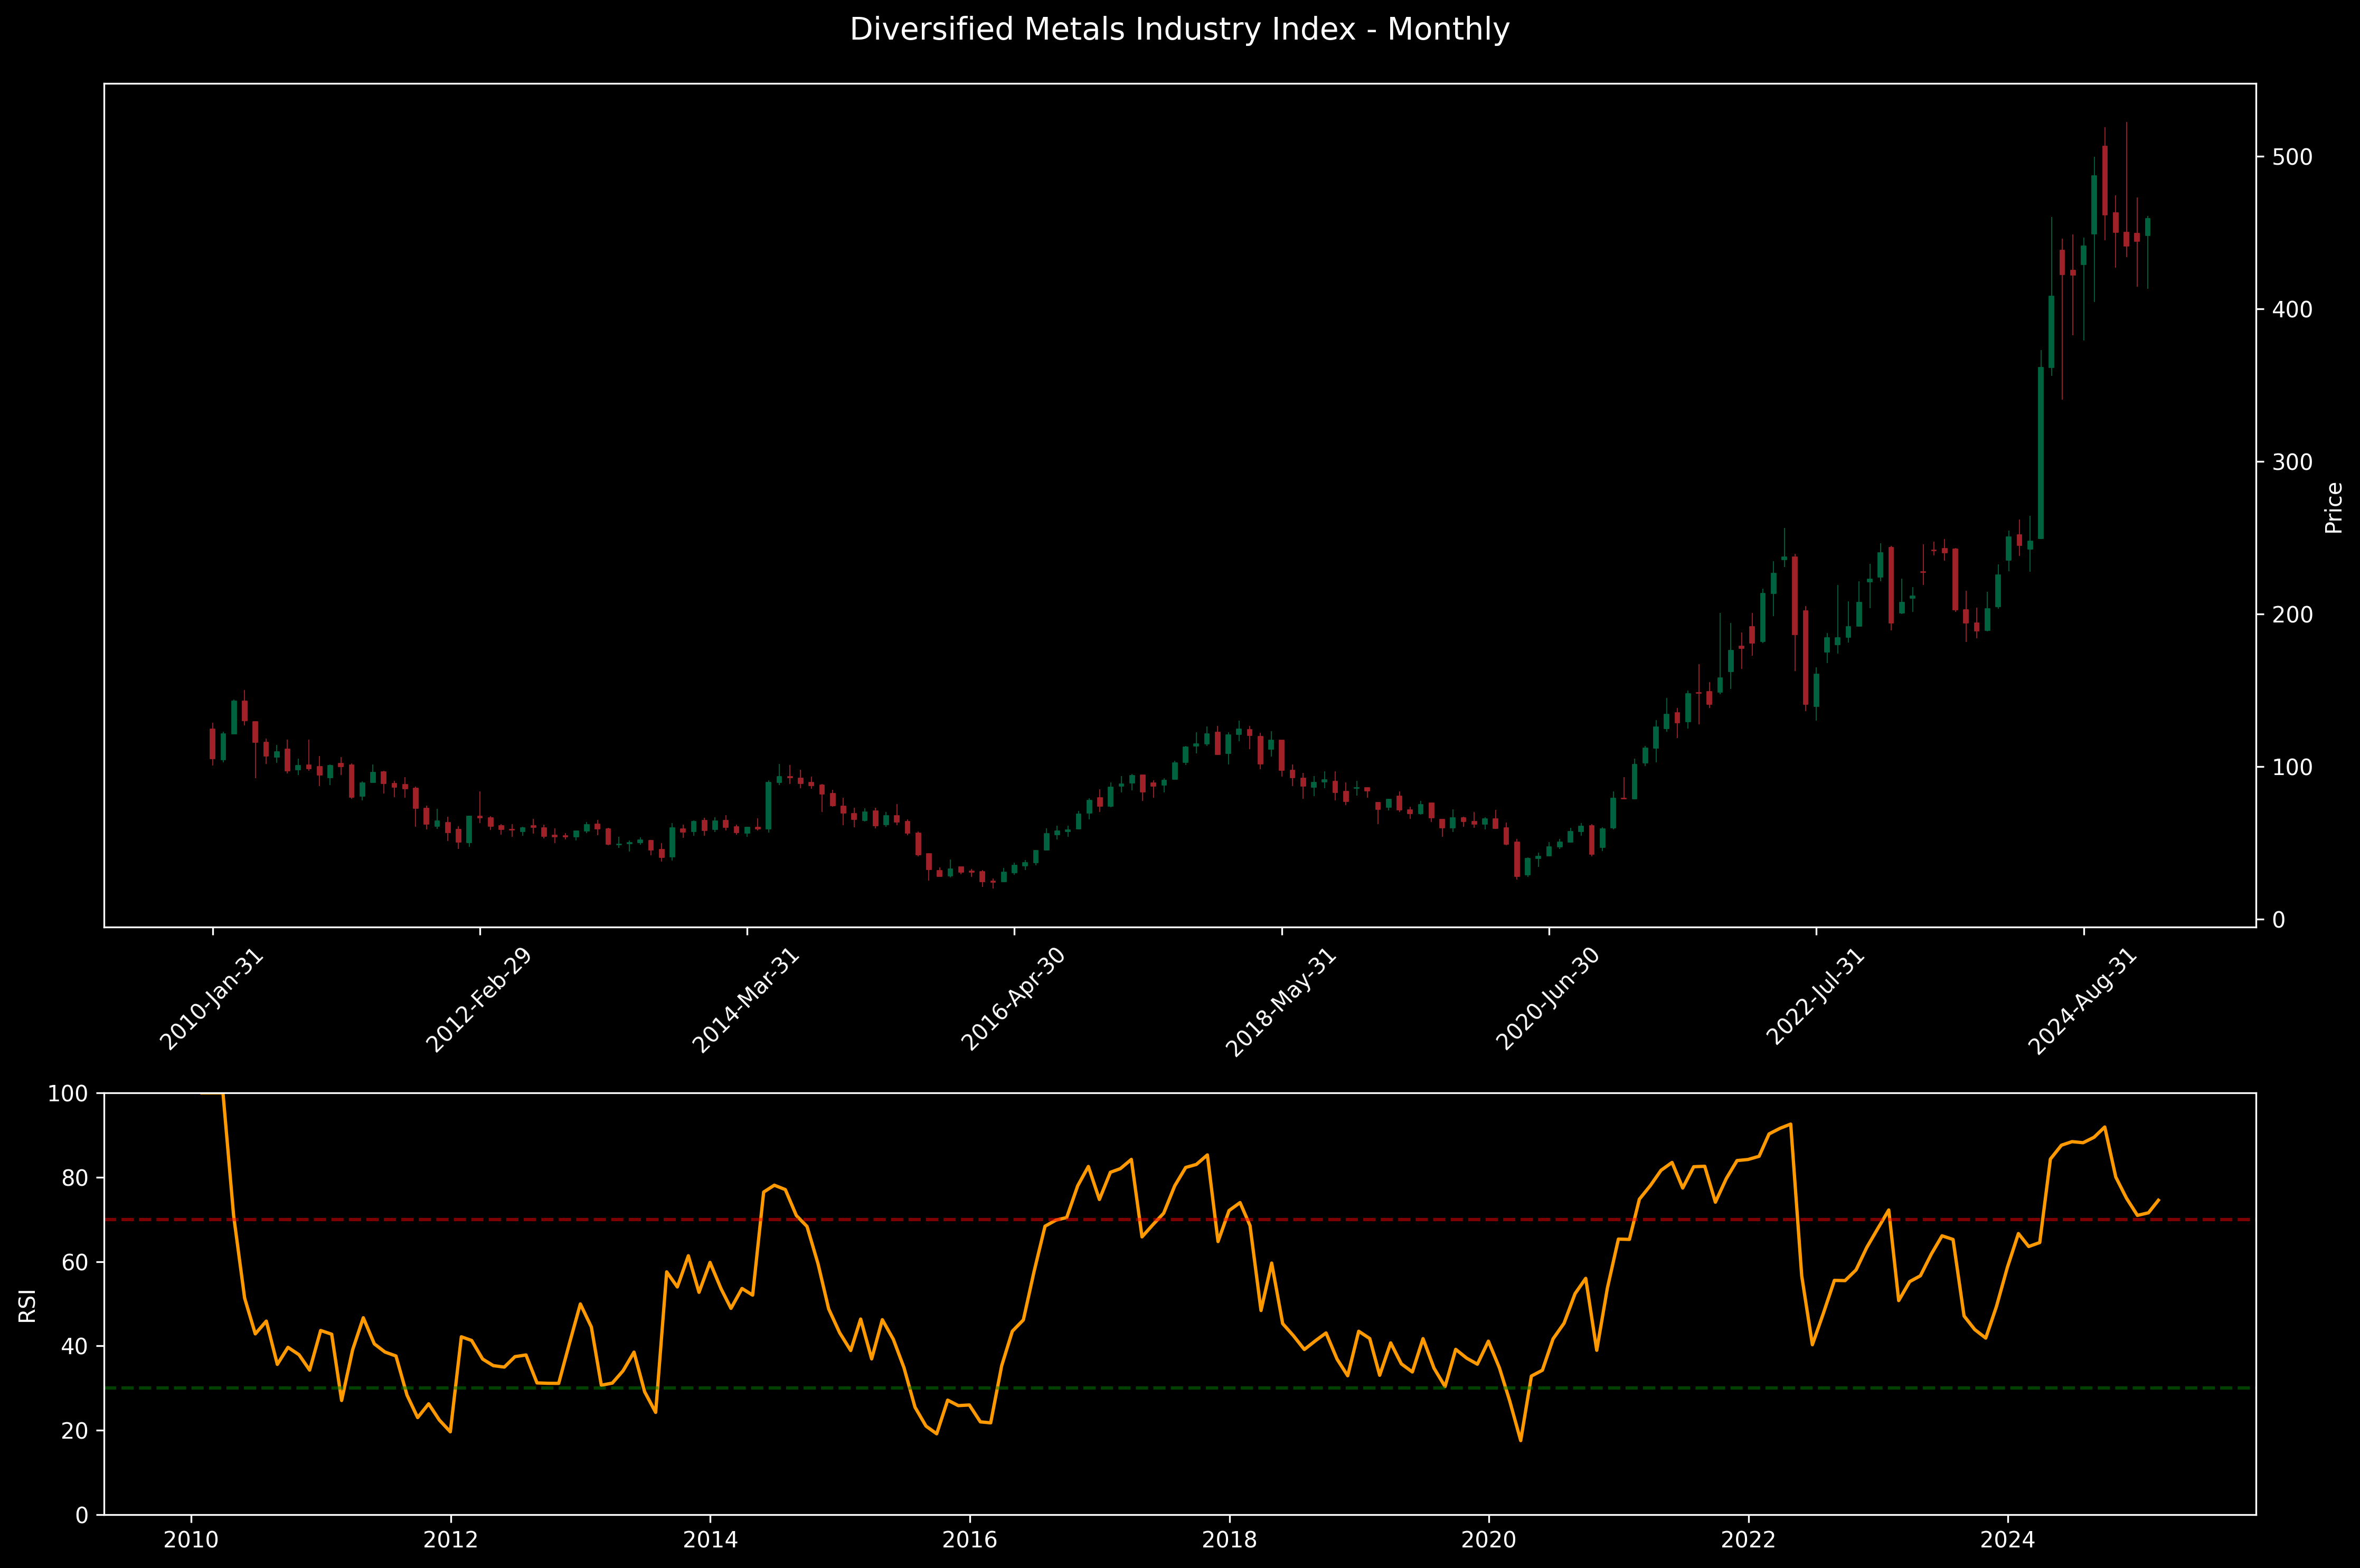 Diversified Metals Industry Index - Monthly
500
400
300
200
100
0
Price
2010-Jan-31
2012-Feb-29
2014-Mar-31
2016-Apr-30
2018-May-31
2020-Jun-30
2022-Jul-31
2024-Aug-31
100
80
60
40
20
0
RSI
2010
2012
2014
2016
2018
2020
2022
2024